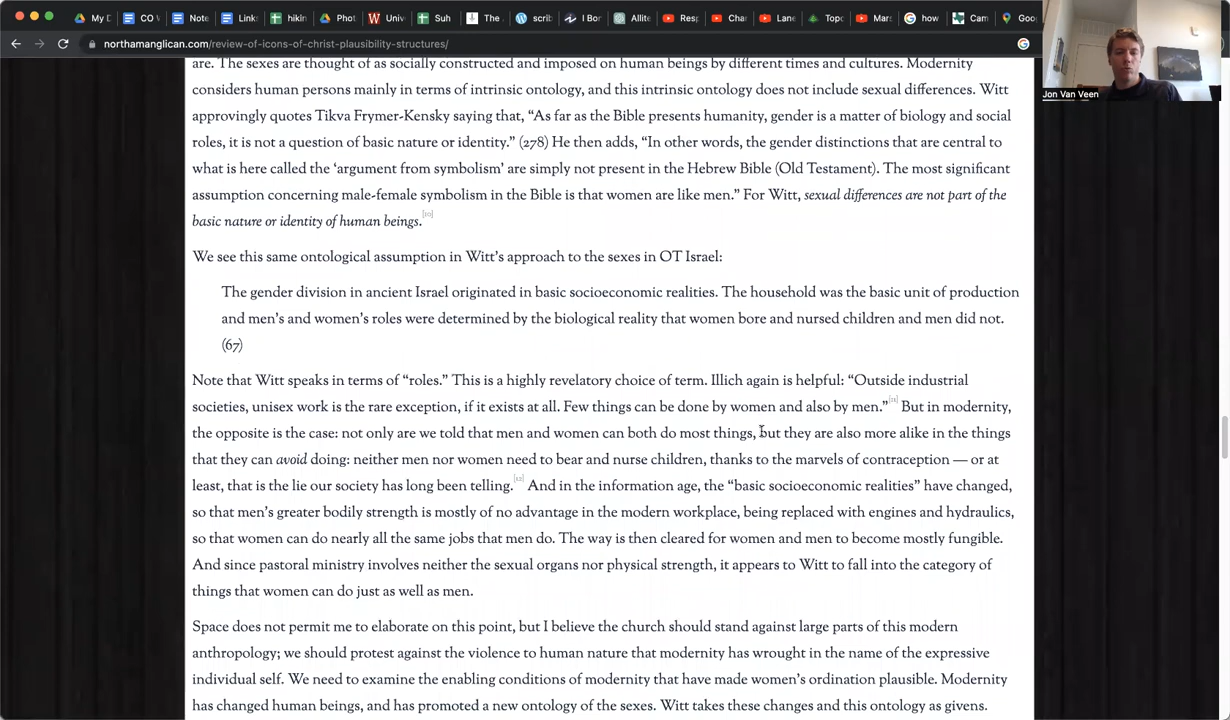 My D
CO V
Note
Link
hikin
Phot
Univ
Suh
The
scrib
I Bor
Allite
Resp
Char
Lane
Topo
Mars
how
Cam
Goo
northamanglican.com/review-of-icons-of-christ-plausibility-structures/
G
Jon Van Veen
are. The sexes are thought of as socially constructed and imposed on human beings by different times and cultures. Modernity
considers human persons mainly in terms of intrinsic ontology, and this intrinsic ontology does not include sexual differences. Witt
approvingly quotes Tikva Frymer-Kensky saying that, “As far as the Bible presents humanity, gender is a matter of biology and social
roles, it is not a question of basic nature or identity.” (278) He then adds, “In other words, the gender distinctions that are central to
what is here called the ‘argument from symbolism’ are simply not present in the Hebrew Bible (Old Testament). The most significant
assumption concerning male-female symbolism in the Bible is that women are like men.” For Witt, sexual differences are not part of the
basic nature or identity of human beings.[10]
We see this same ontological assumption in Witt’s approach to the sexes in OT Israel:
The gender division in ancient Israel originated in basic socioeconomic realities. The household was the basic unit of production
and men’s and women’s roles were determined by the biological reality that women bore and nursed children and men did not.
(67)
Note that Witt speaks in terms of “roles.” This is a highly revelatory choice of term. Illich again is helpful: “Outside industrial
societies, unisex work is the rare exception, if it exists at all. Few things can be done by women and also by men.”[11] But in modernity,
the opposite is the case: not only are we told that men and women can both do most things, but they are also more alike in the things
that they can avoid doing: neither men nor women need to bear and nurse children, thanks to the marvels of contraception — or at
least, that is the lie our society has long been telling.[12] And in the information age, the “basic socioeconomic realities” have changed,
so that men’s greater bodily strength is mostly of no advantage in the modern workplace, being replaced with engines and hydraulics,
so that women can do nearly all the same jobs that men do. The way is then cleared for women and men to become mostly fungible.
And since pastoral ministry involves neither the sexual organs nor physical strength, it appears to Witt to fall into the category of
things that women can do just as well as men.
Space does not permit me to elaborate on this point, but I believe the church should stand against large parts of this modern
anthropology; we should protest against the violence to human nature that modernity has wrought in the name of the expressive
individual self. We need to examine the enabling conditions of modernity that have made women’s ordination plausible. Modernity
has changed human beings, and has promoted a new ontology of the sexes. Witt takes these changes and this ontology as givens.